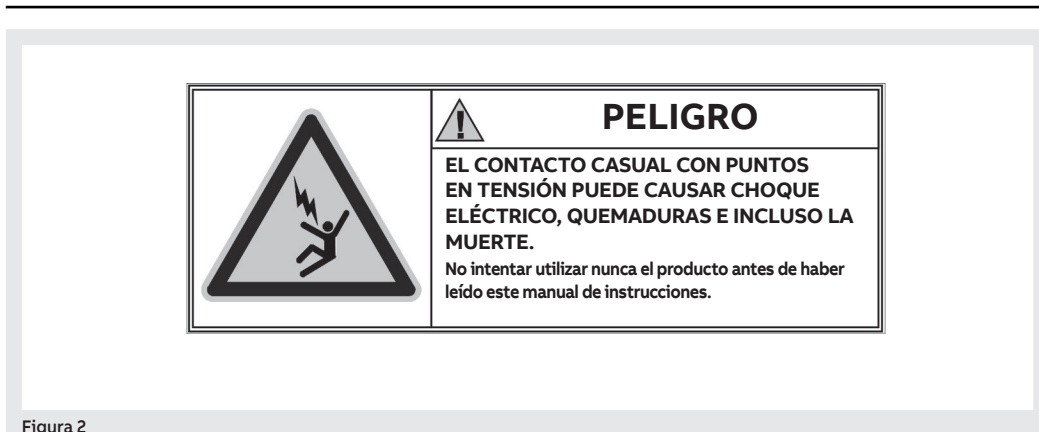 PELIGRO
EL CONTACTO CASUAL CON PUNTOS
EN TENSIÓN PUEDE CAUSAR CHOQUE
ELÉCTRICO, QUEMADURAS E INCLUSO LA
MUERTE.
No intentar utilizar nunca el producto antes de haber
leído este manual de instrucciones.
Figura 2